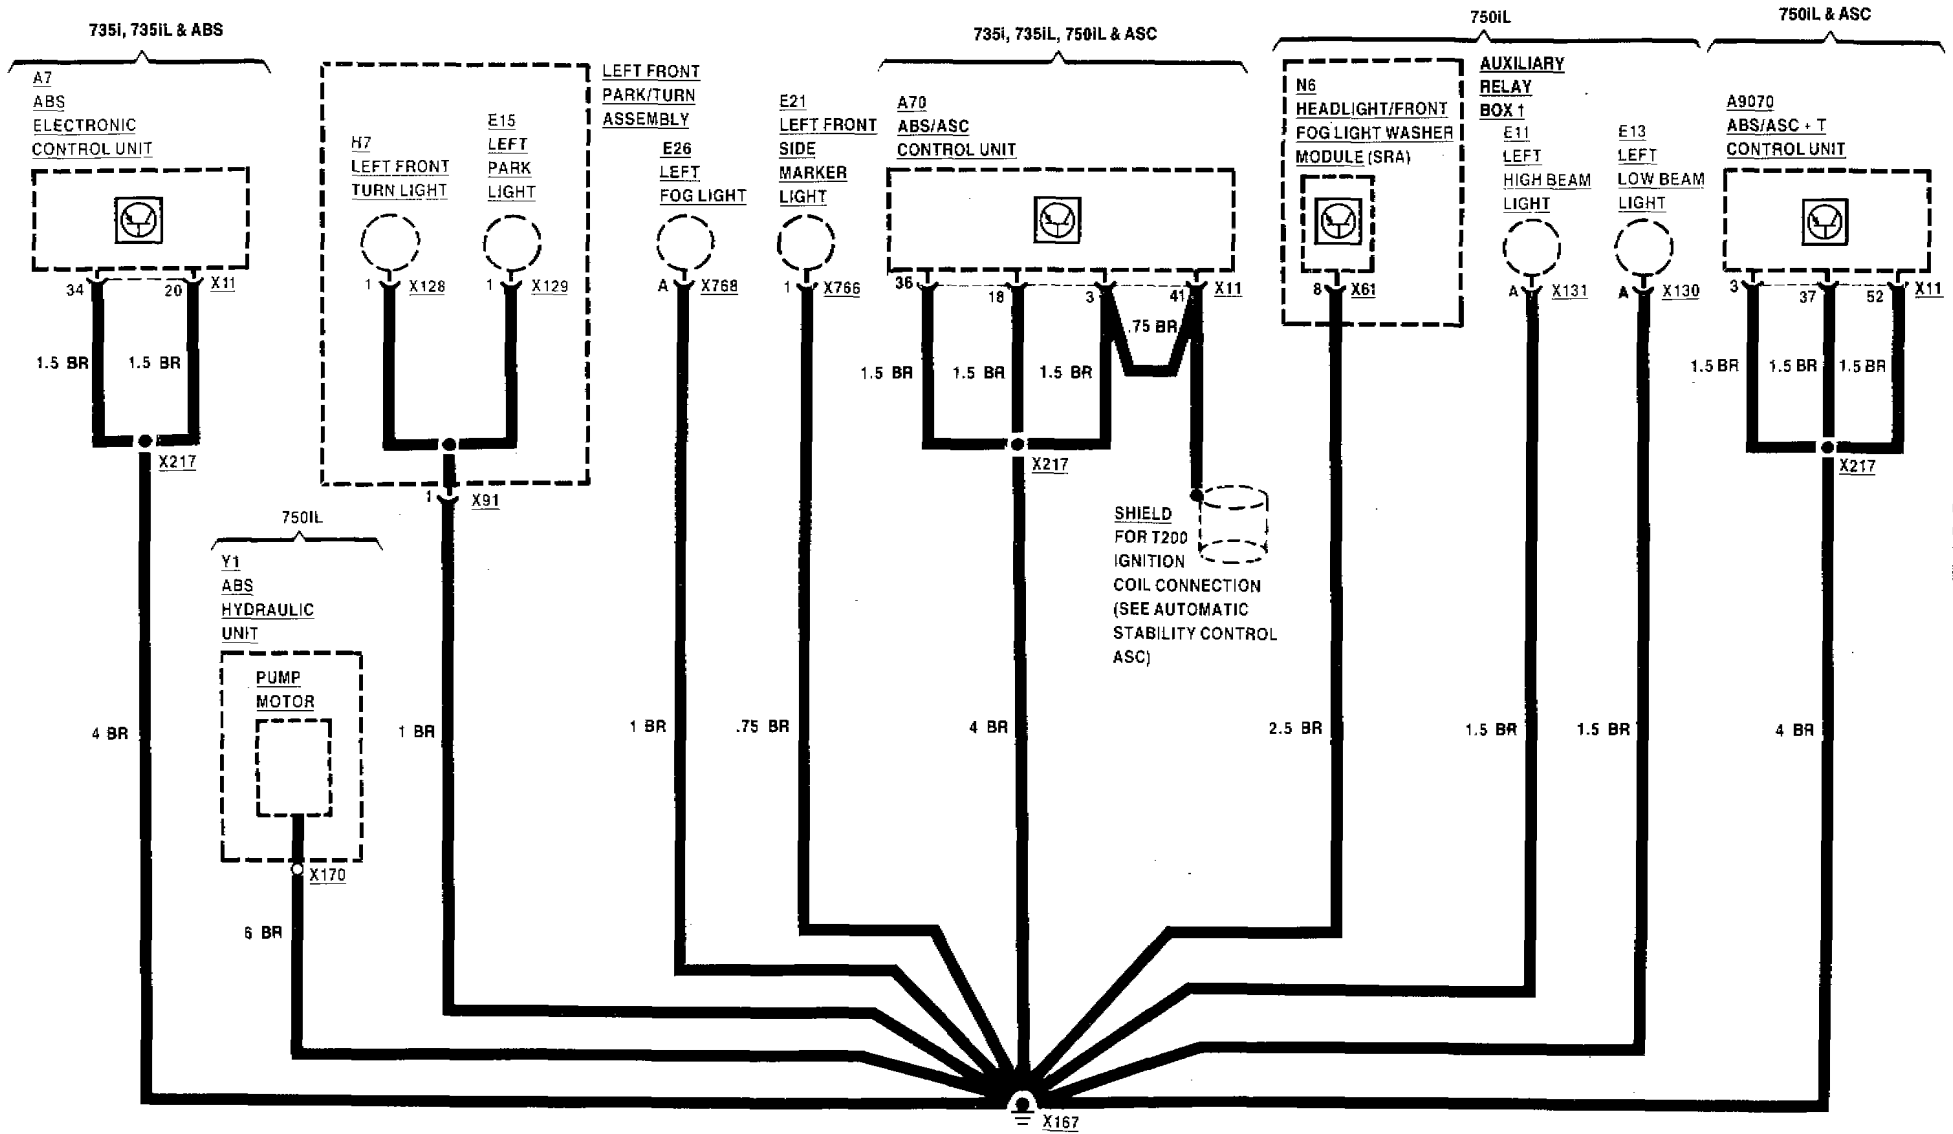 735i, 735iL & ABS
735i, 735iL, 750iL & ASC
750iL
750iL & ASC
A7
ABS
ELECTRONIC
CONTROL UNIT
34
20
X11
1.5 BR
1.5 BR
X217
4 BR
H7
LEFT FRONT
TURN LIGHT
E15
LEFT
PARK
LIGHT
1
X128
1
X129
1
X91
1 BR
LEFT FRONT
PARK/TURN
ASSEMBLY
750IL
Y1
ABS
HYDRAULIC
UNIT
PUMP
MOTOR
X170
6 BR
E26
LEFT
FOG LIGHT
A
X768
1 BR
E21
LEFT FRONT
SIDE
MARKER
LIGHT
1
X766
.75 BR
A70
ABS/ASC
CONTROL UNIT
36
18
3
41
X11
.75 BR
1.5 BR
1.5 BR
1.5 BR
X217
4 BR
SHIELD
FOR T200
IGNITION
COIL CONNECTION
(SEE AUTOMATIC
STABILITY CONTROL
ASC)
N6
HEADLIGHT/FRONT
FOG LIGHT WASHER
MODULE (SRA)
8
X61
2.5 BR
AUXILIARY
RELAY
BOX †
E11
LEFT
HIGH BEAM
LIGHT
A
X131
1.5 BR
E13
LEFT
LOW BEAM
LIGHT
A
X130
1.5 BR
A9070
ABS/ASC + T
CONTROL UNIT
3
37
52
X11
1.5 BR
1.5 BR
1.5 BR
X217
4 BR
X167